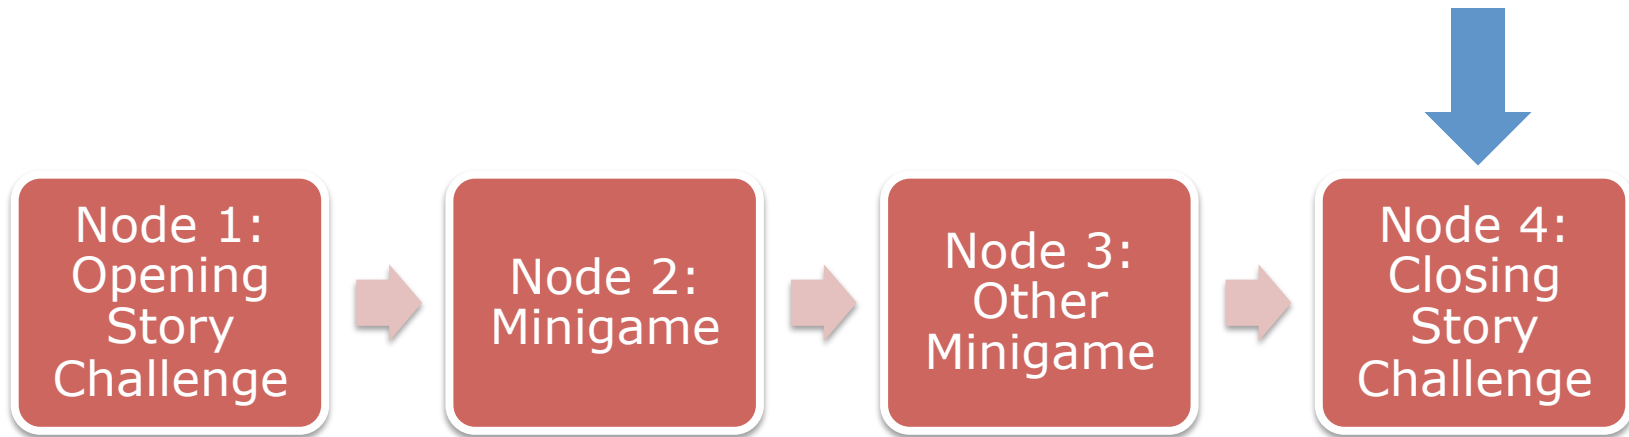 Node 1:
Opening
Story
Challenge
Node 2:
Minigame
Node 3:
Other
Minigame
Node 4:
Closing
Story
Challenge